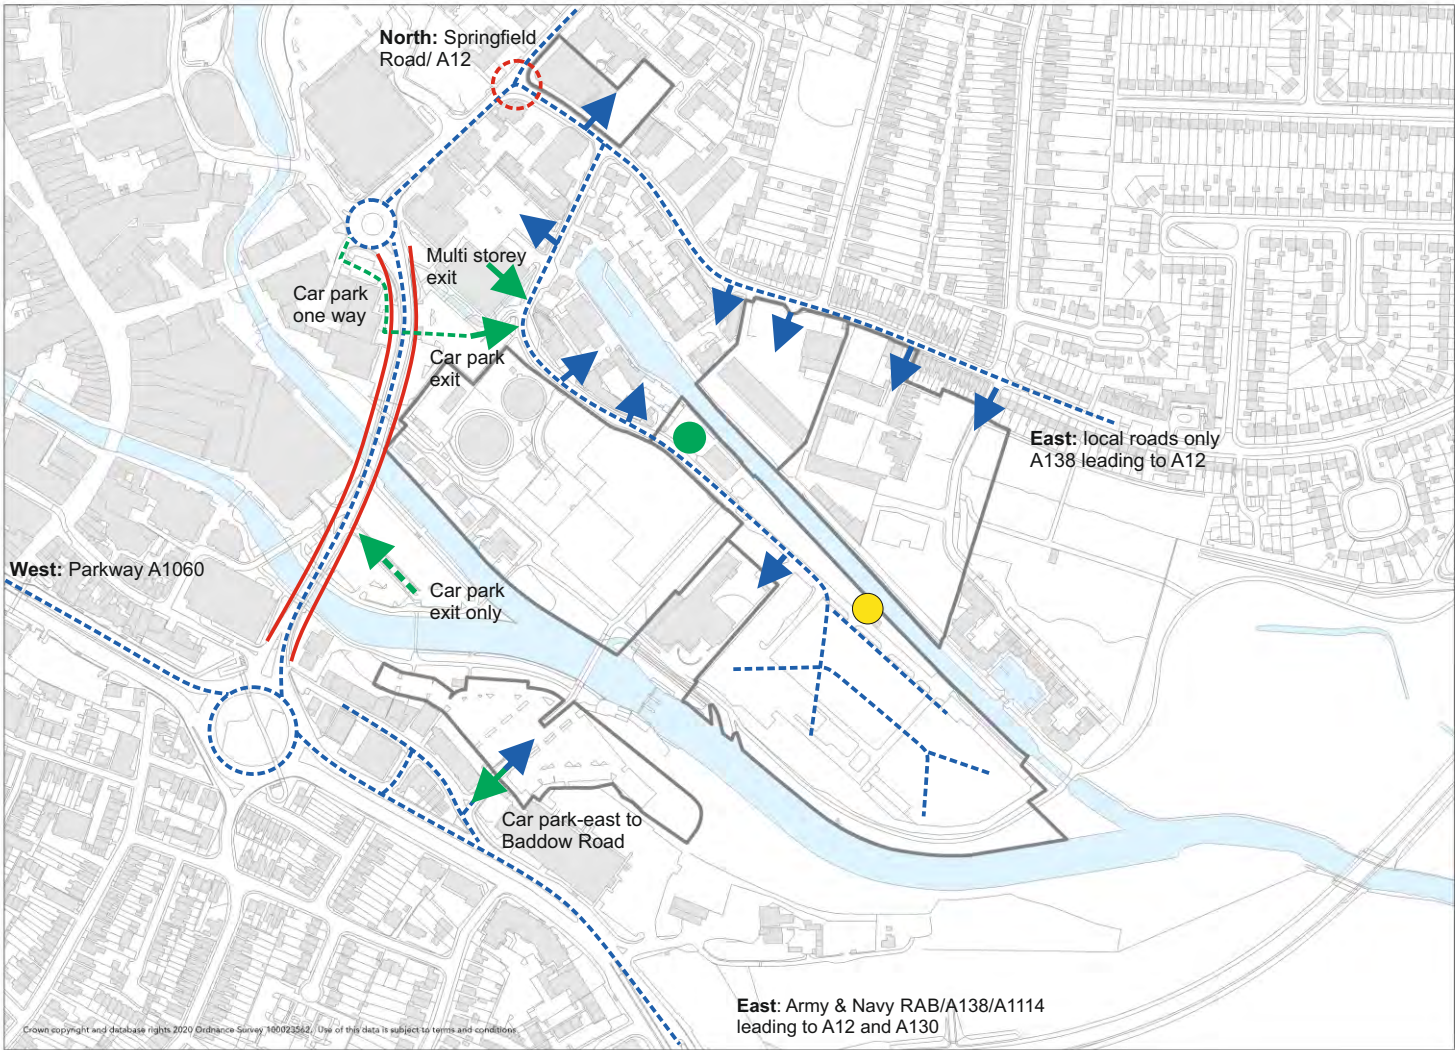 North: Springfield
Road/ A12
Multi storey
exit
Car park
one way
Car park
exit
East: local roads only
A138 leading to A12
West: Parkway A1060
Car park
exit only
Car park-east to
Baddow Road
East: Army & Navy RAB/A138/A1114
leading to A12 and A130
Crown copyright and database rights 2020 Ordnance Survey 100023562. Use of this data is subject to terms and conditions